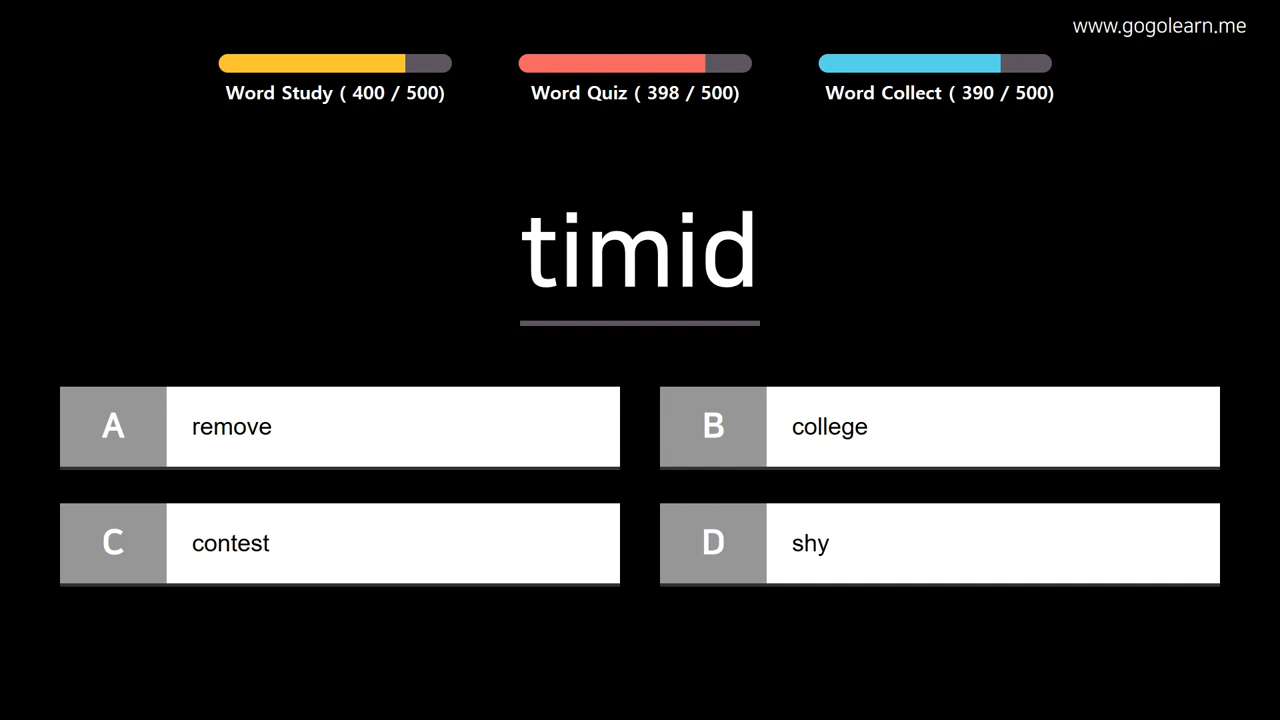 www.gogolearn.me
Word Study ( 400 / 500)
Word Quiz ( 398 / 500)
Word Collect ( 390 / 500)
timid
A remove
B college
C contest
D shy